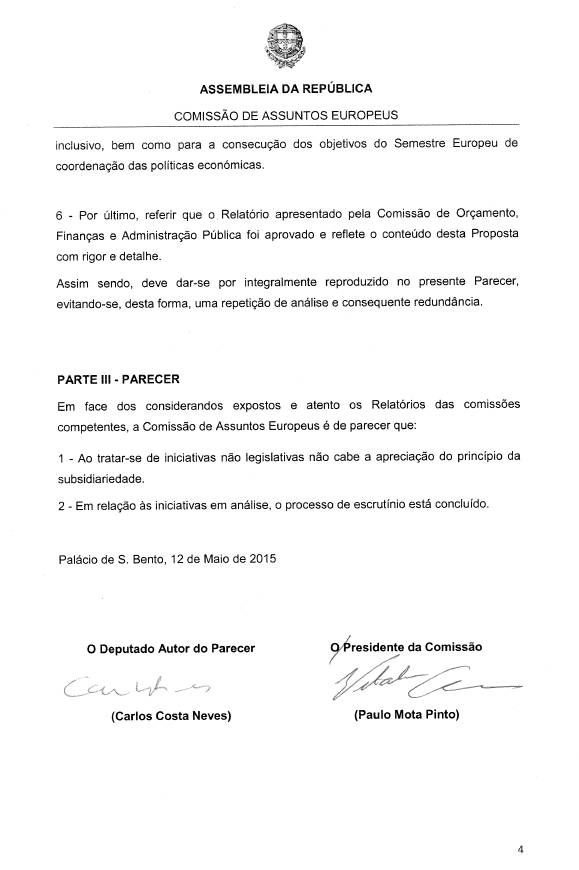 ASSEMBLEIA DA REPÚBLICA
COMISSÃO DE ASSUNTOS EUROPEUS
inclusivo, bem como para a consecução dos objetivos do Semestre Europeu de
coordenação das políticas económicas.
6 - Por último, referir que o Relatório apresentado pela Comissão de Orçamento,
Finanças e Administração Pública foi aprovado e reflete o conteúdo desta Proposta
com rigor e detalhe.
Assim sendo, deve dar-se por integralmente reproduzido no presente Parecer,
evitando-se, desta forma, uma repetição de análise e consequente redundância.
PARTE III - PARECER
Em face dos considerandos expostos e atento os Relatórios das comissões
competentes, a Comissão de Assuntos Europeus é de parecer que:
1 - Ao tratar-se de iniciativas não legislativas não cabe a apreciação do princípio da
subsidiariedade.
2 - Em relação às iniciativas em análise, o processo de escrutínio está concluído.
Palácio de S. Bento, 12 de Maio de 2015
O Deputado Autor do Parecer
O Presidente da Comissão
(Carlos Costa Neves)
(Paulo Mota Pinto)
4